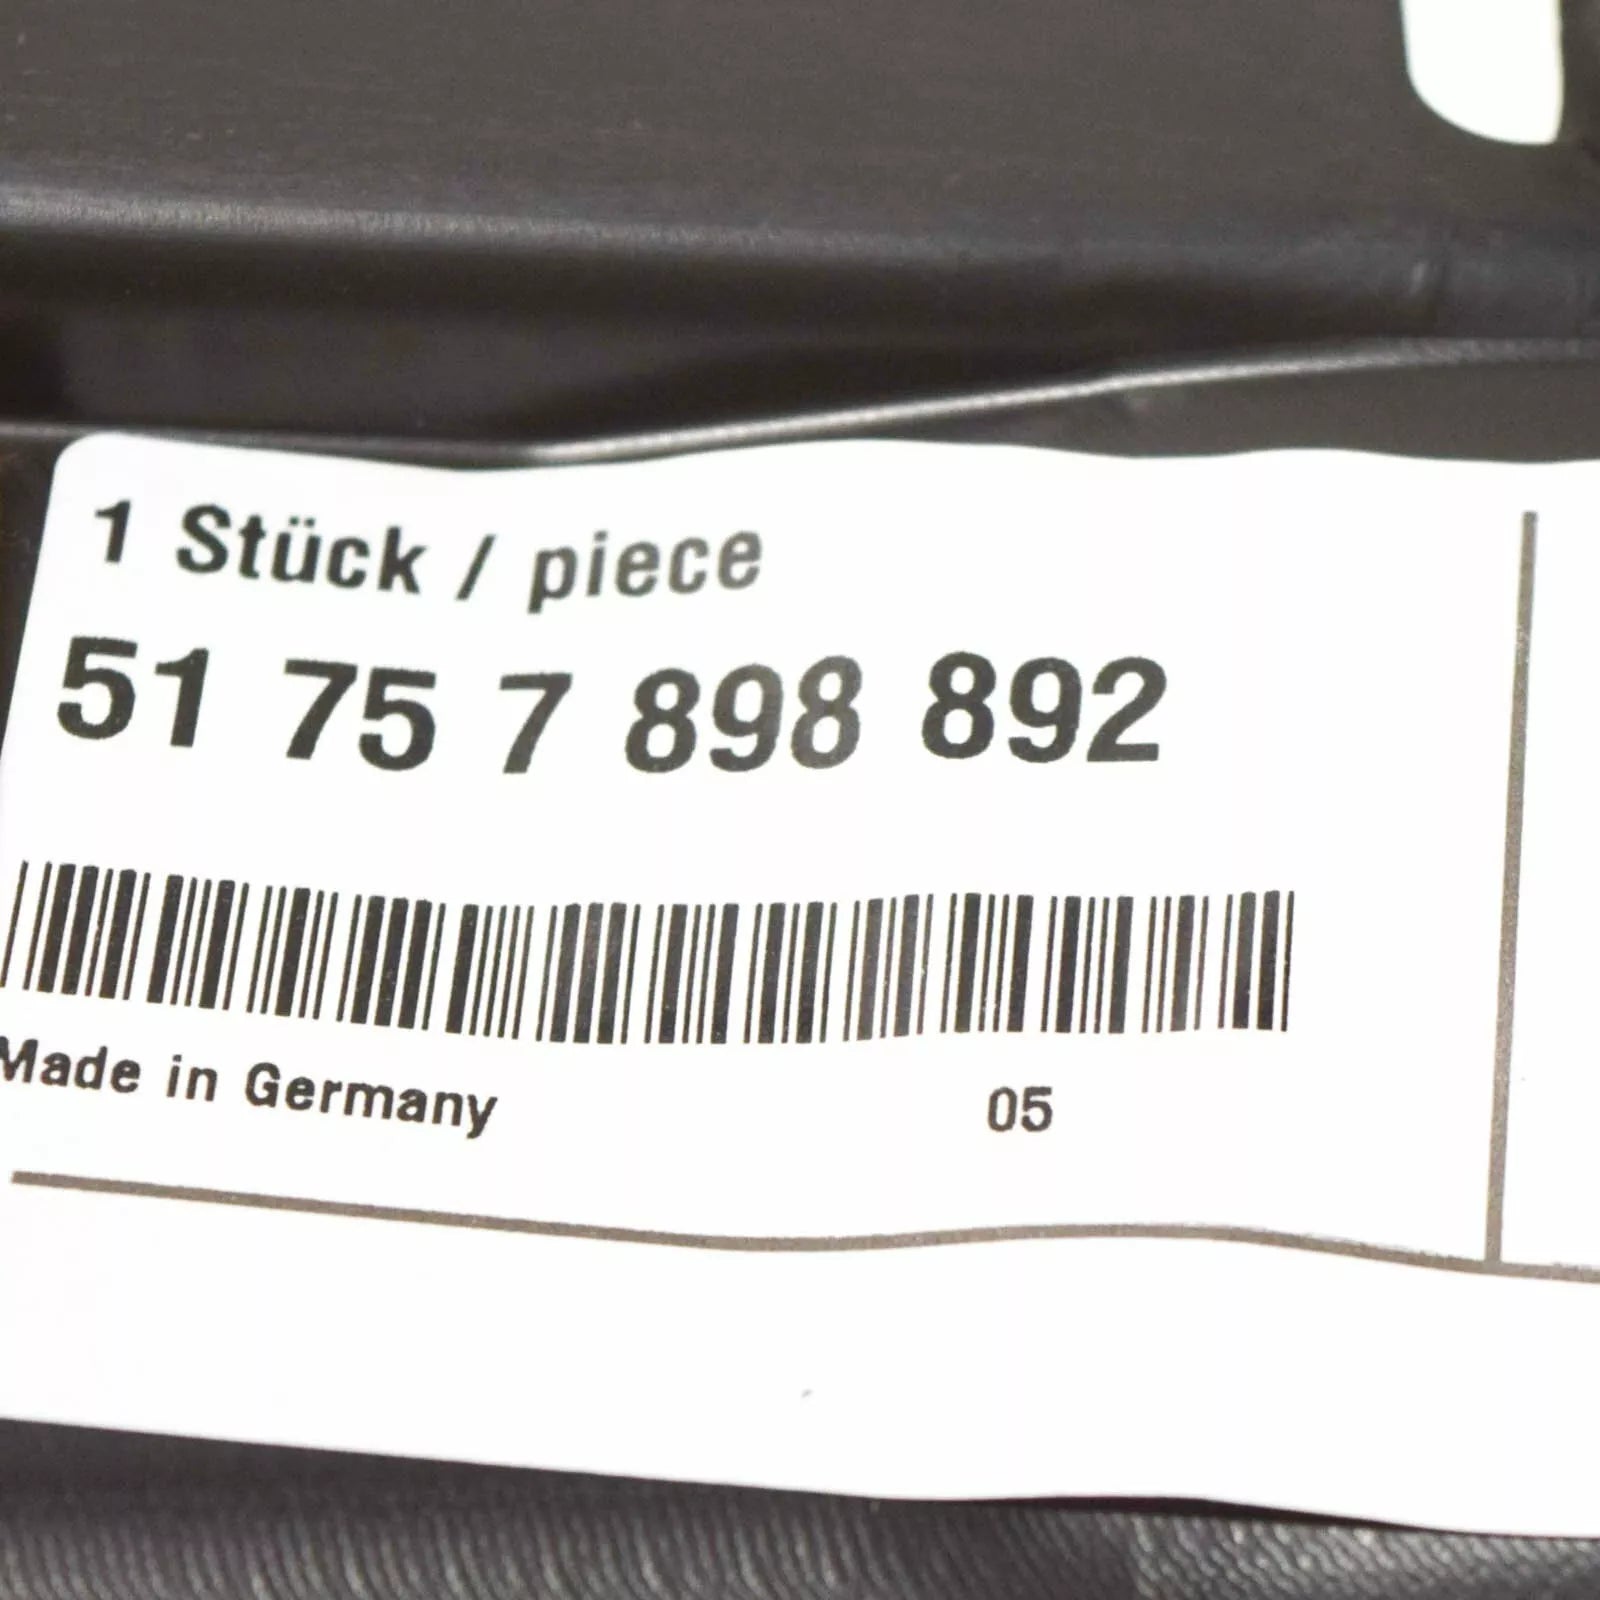 1 Stück / piece
51 75 7 898 892
Made in Germany 05